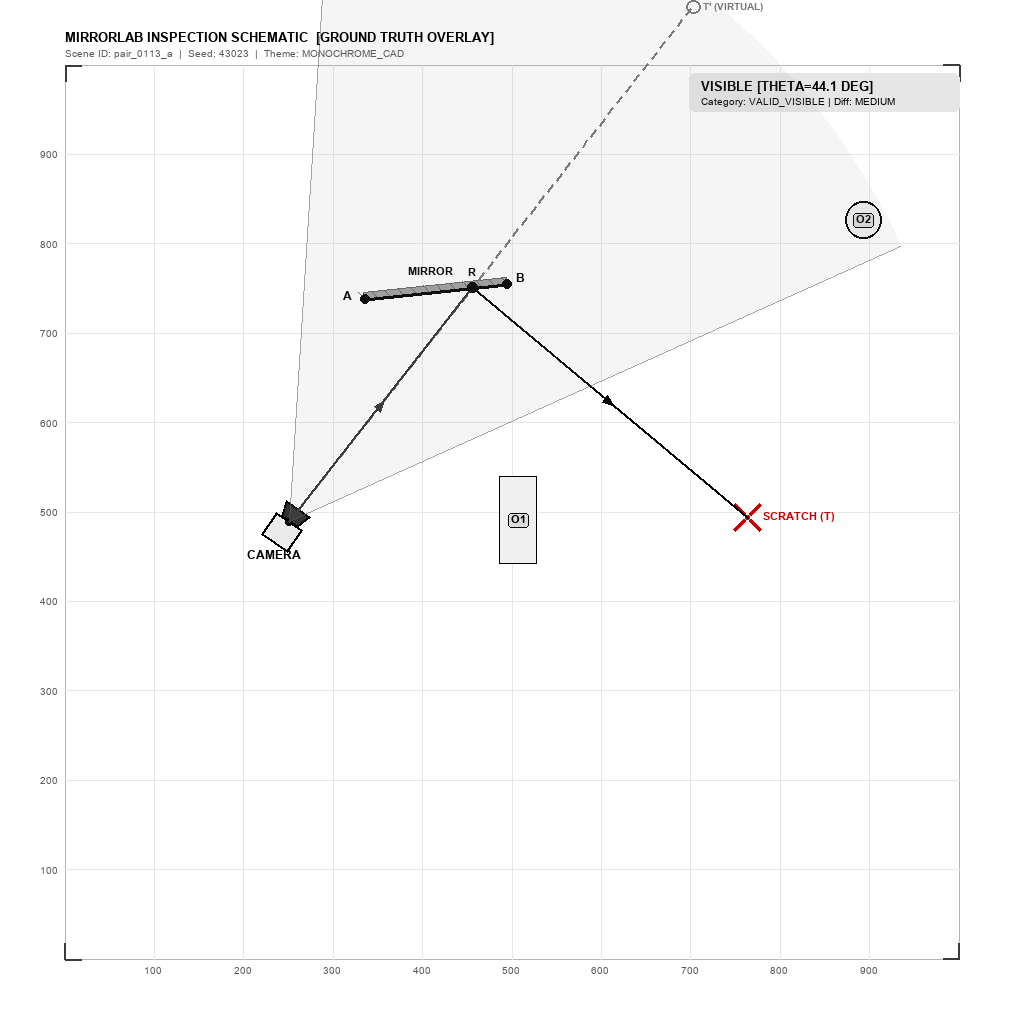 T' (VIRTUAL)
MIRRORLAB INSPECTION SCHEMATIC [GROUND TRUTH OVERLAY]
Scene ID: pair_0113_a | Seed: 43023 | Theme: MONOCHROME_CAD
VISIBLE [THETA=44.1 DEG]
Category: VALID_VISIBLE | Diff: MEDIUM
900
O2
800
MIRROR R B
A
700
600
500
O1
SCRATCH (T)
CAMERA
400
300
200
100
100 200 300 400 500 600 700 800 900